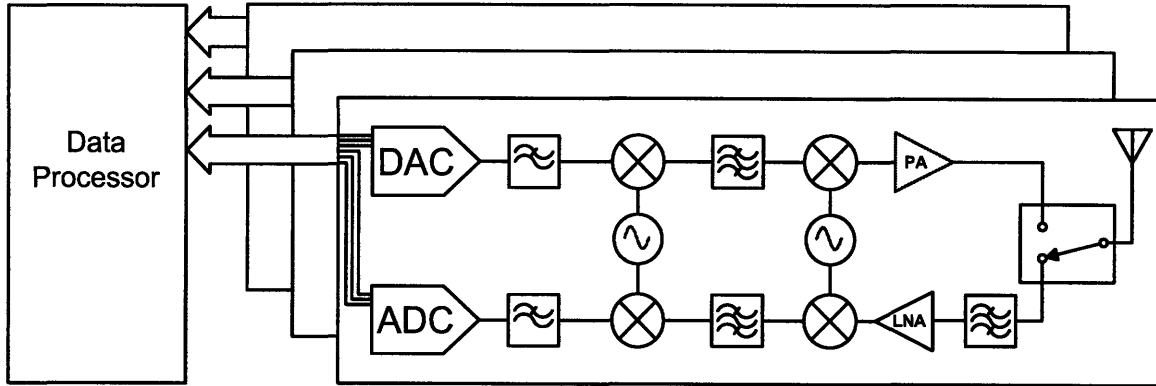 Data
Processor
DAC
PA
ADC
LNA